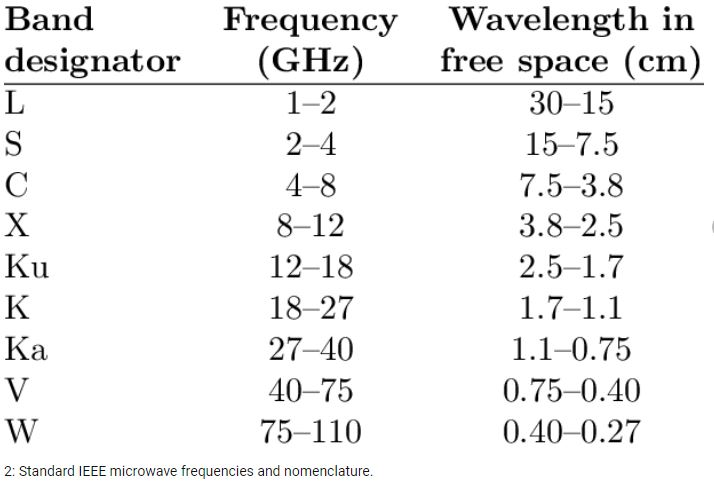 Band Frequency Wavelength in
designator (GHz) free space (cm)
L 1–2 30–15
S 2–4 15–7.5
C 4–8 7.5–3.8
X 8–12 3.8–2.5
Ku 12–18 2.5–1.7
K 18–27 1.7–1.1
Ka 27–40 1.1–0.75
V 40–75 0.75–0.40
W 75–110 0.40–0.27
2: Standard IEEE microwave frequencies and nomenclature.